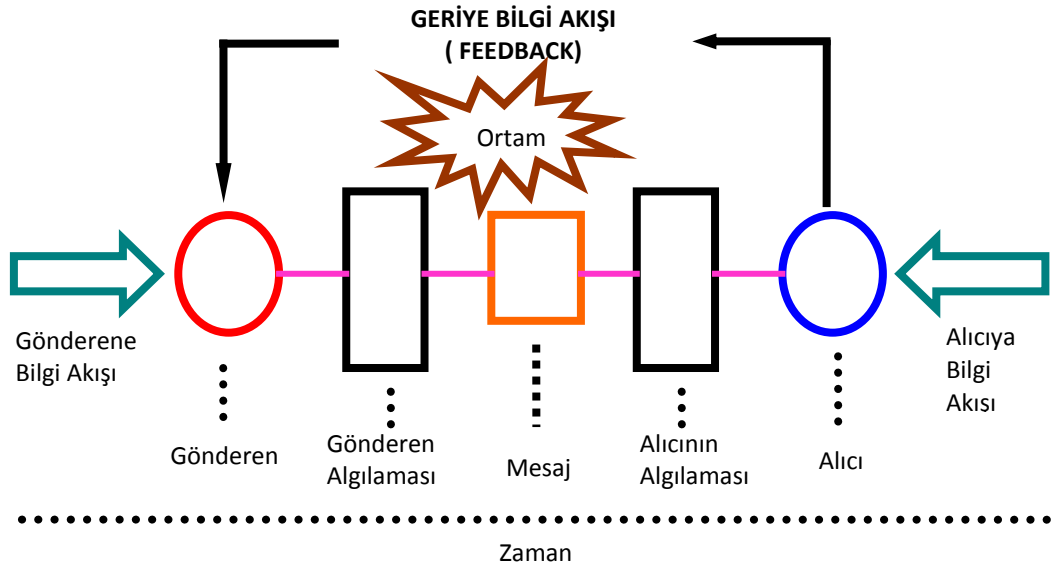 GERİYE BİLGİ AKIŞI
( FEEDBACK)
Ortam
Gönderene
Bilgi Akışı
Alıcıya
Bilgi
Akısı
Gönderen
Gönderen
Algılaması
Mesaj
Alıcının
Algılaması
Alıcı
Zaman